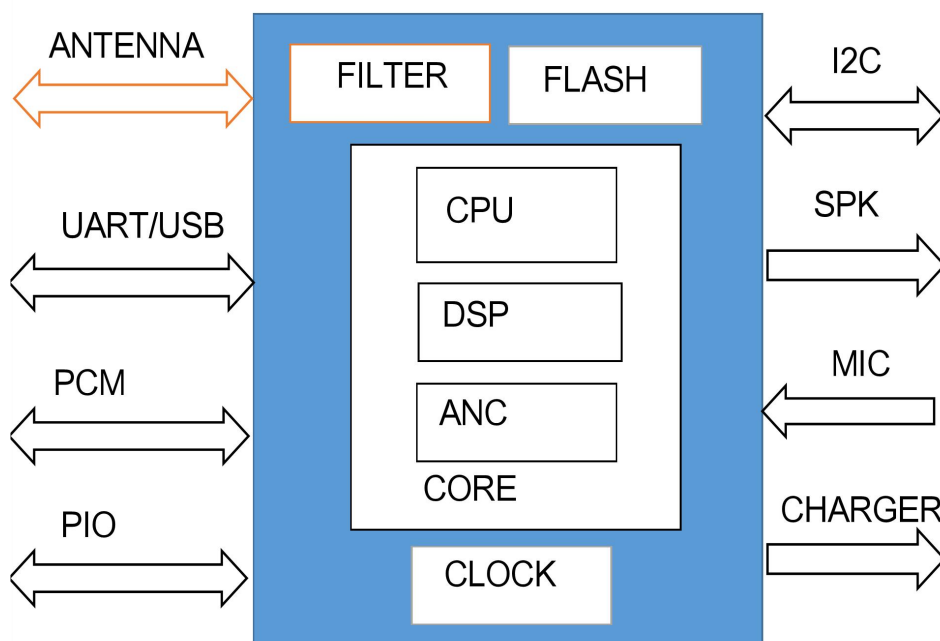 ANTENNA
FILTER
FLASH
I2C
CPU
SPK
UART/USB
DSP
MIC
PCM
ANC
CORE
CHARGER
PIO
CLOCK